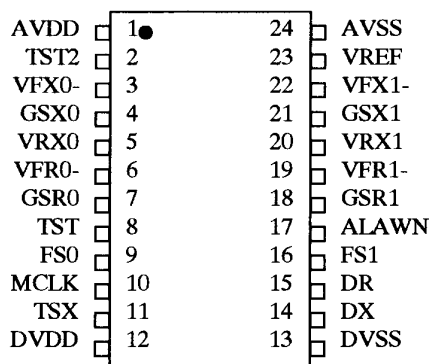 AVDD 1 24 AVSS
TST2 2 23 VREF
VFX0- 3 22 VFX1-
GSX0 4 21 GSX1
VRX0 5 20 VRX1
VFR0- 6 19 VFR1-
GSR0 7 18 GSR1
TST 8 17 ALAWN
FS0 9 16 FS1
MCLK 10 15 DR
TSX 11 14 DX
DVDD 12 13 DVSS